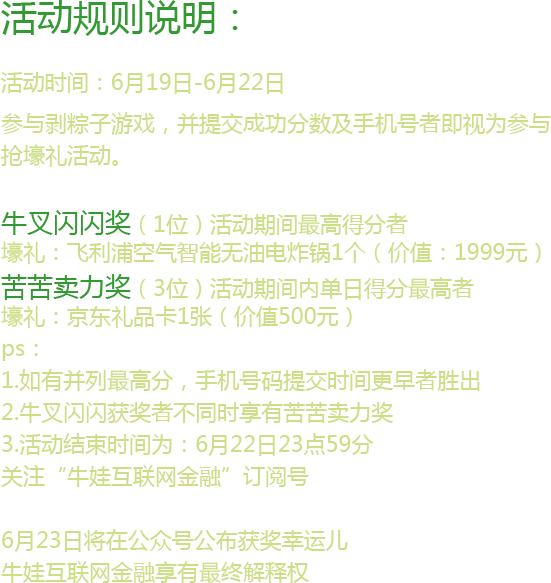 活动规则说明：
活动时间：6月19日-6月22日
参与剥粽子游戏，并提交成功分数及手机号者即视为参与
抢壕礼活动。
牛叉闪闪奖（1位）活动期间最高得分者
壕礼：飞利浦空气智能无油电炸锅1个（价值：1999元）
苦苦卖力奖（3位）活动期间内单日得分最高者
壕礼：京东礼品卡1张（价值500元）
ps：
1.如有并列最高分，手机号码提交时间更早者胜出
2.牛叉闪闪获奖者不同时享有苦苦卖力奖
3.活动结束时间为：6月22日23点59分
关注“牛娃互联网金融”订阅号
6月23日将在公众号公布获奖幸运儿
牛娃互联网金融享有最终解释权